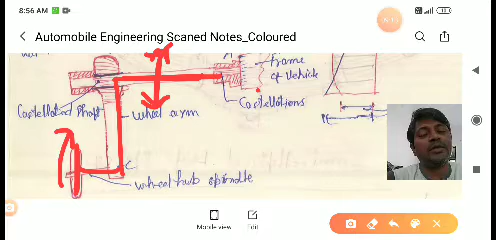 8:56 AM
Automobile Engineering Scaned Notes_Coloured
Frame
of vehicle
Castellated shaft
Castellations
wheel axm
C
wheel hub spindle
Mobile view
Edit